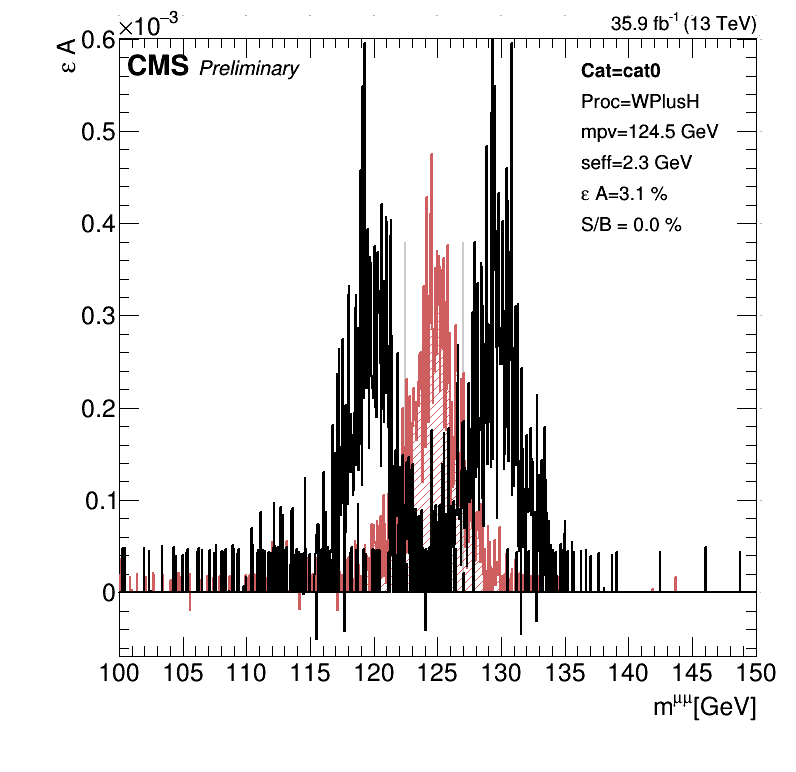 ×10⁻³
35.9 fb⁻¹ (13 TeV)
ε A
CMS Preliminary
Cat=cat0
Proc=WPlusH
mpv=124.5 GeV
seff=2.3 GeV
ε A=3.1 %
S/B = 0.0 %
0.6
0.5
0.4
0.3
0.2
0.1
0
100 105 110 115 120 125 130 135 140 145 150
m^μμ[GeV]